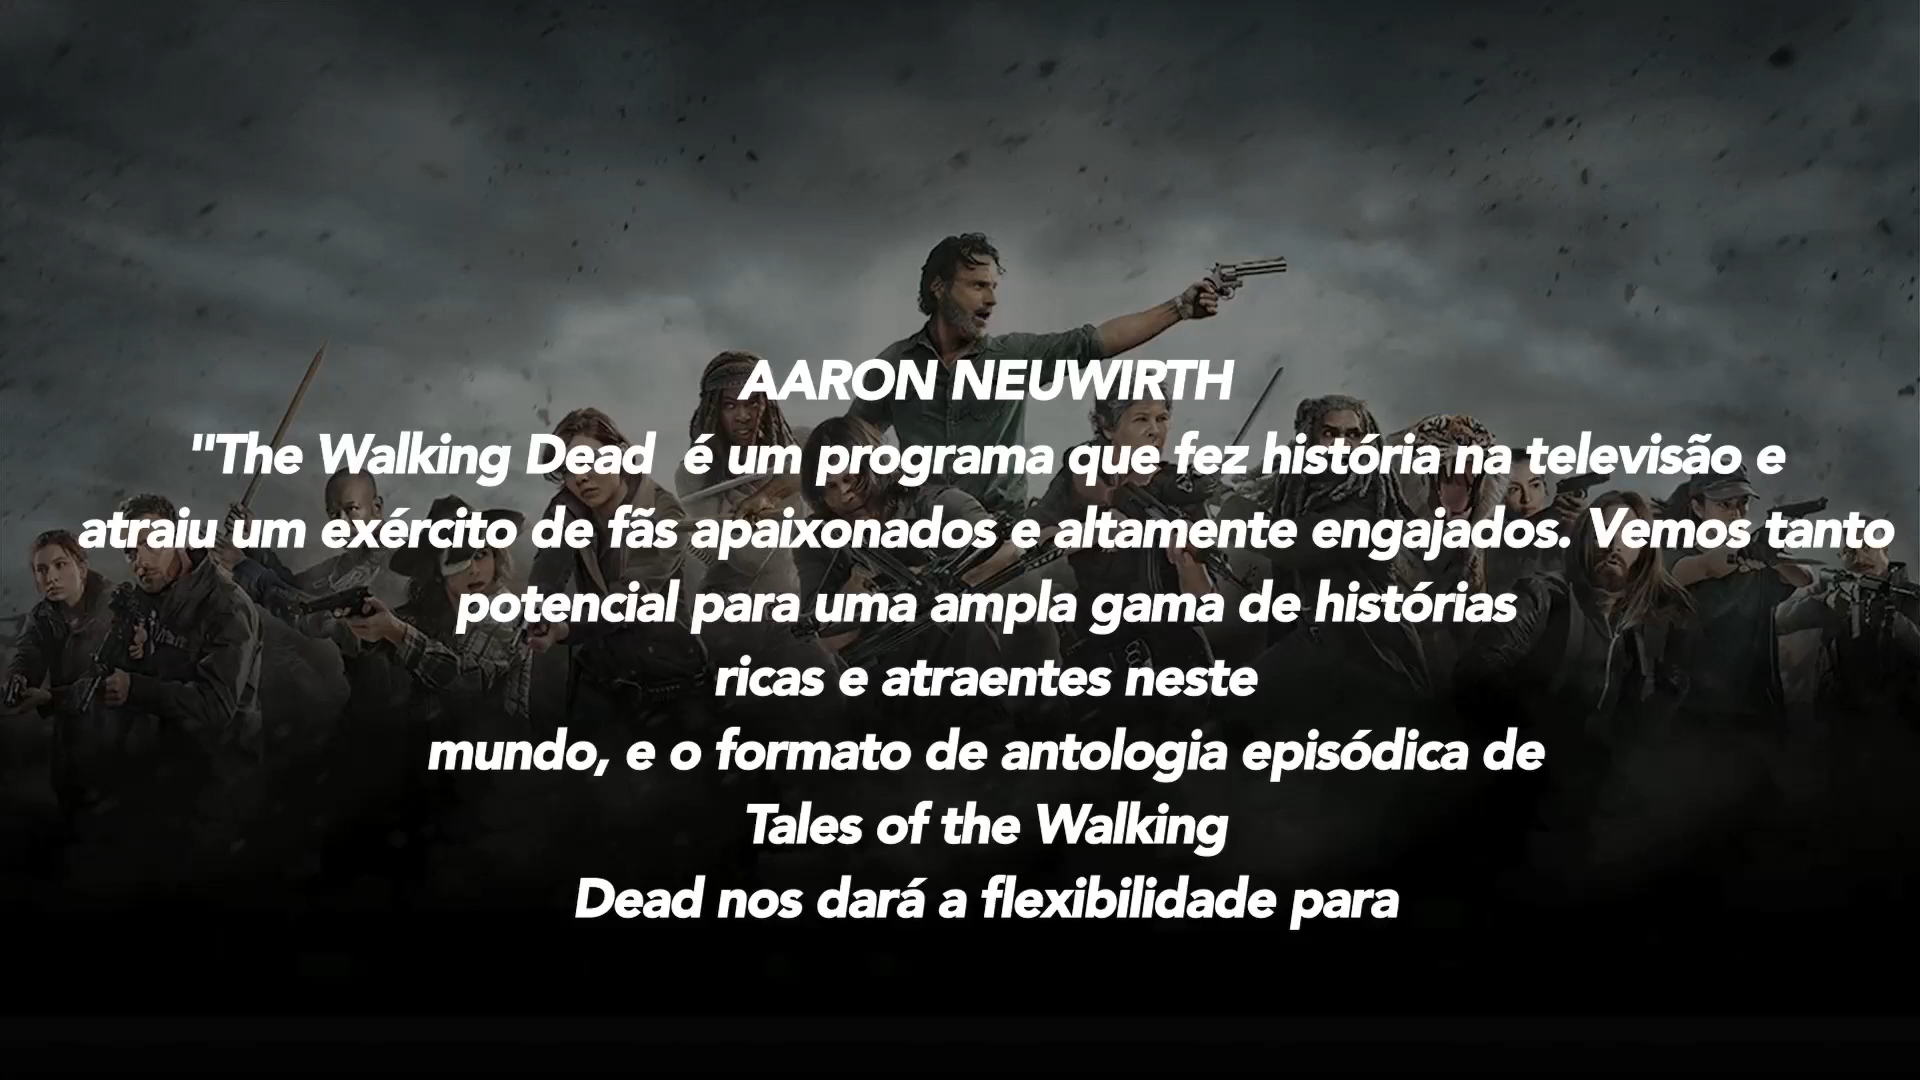 AARON NEUWIRTH
"The Walking Dead  é um programa que fez história na televisão e
atraiu um exército de fãs apaixonados e altamente engajados. Vemos tanto
potencial para uma ampla gama de histórias
ricas e atraentes neste
mundo, e o formato de antologia episódica de
Tales of the Walking
Dead nos dará a flexibilidade para